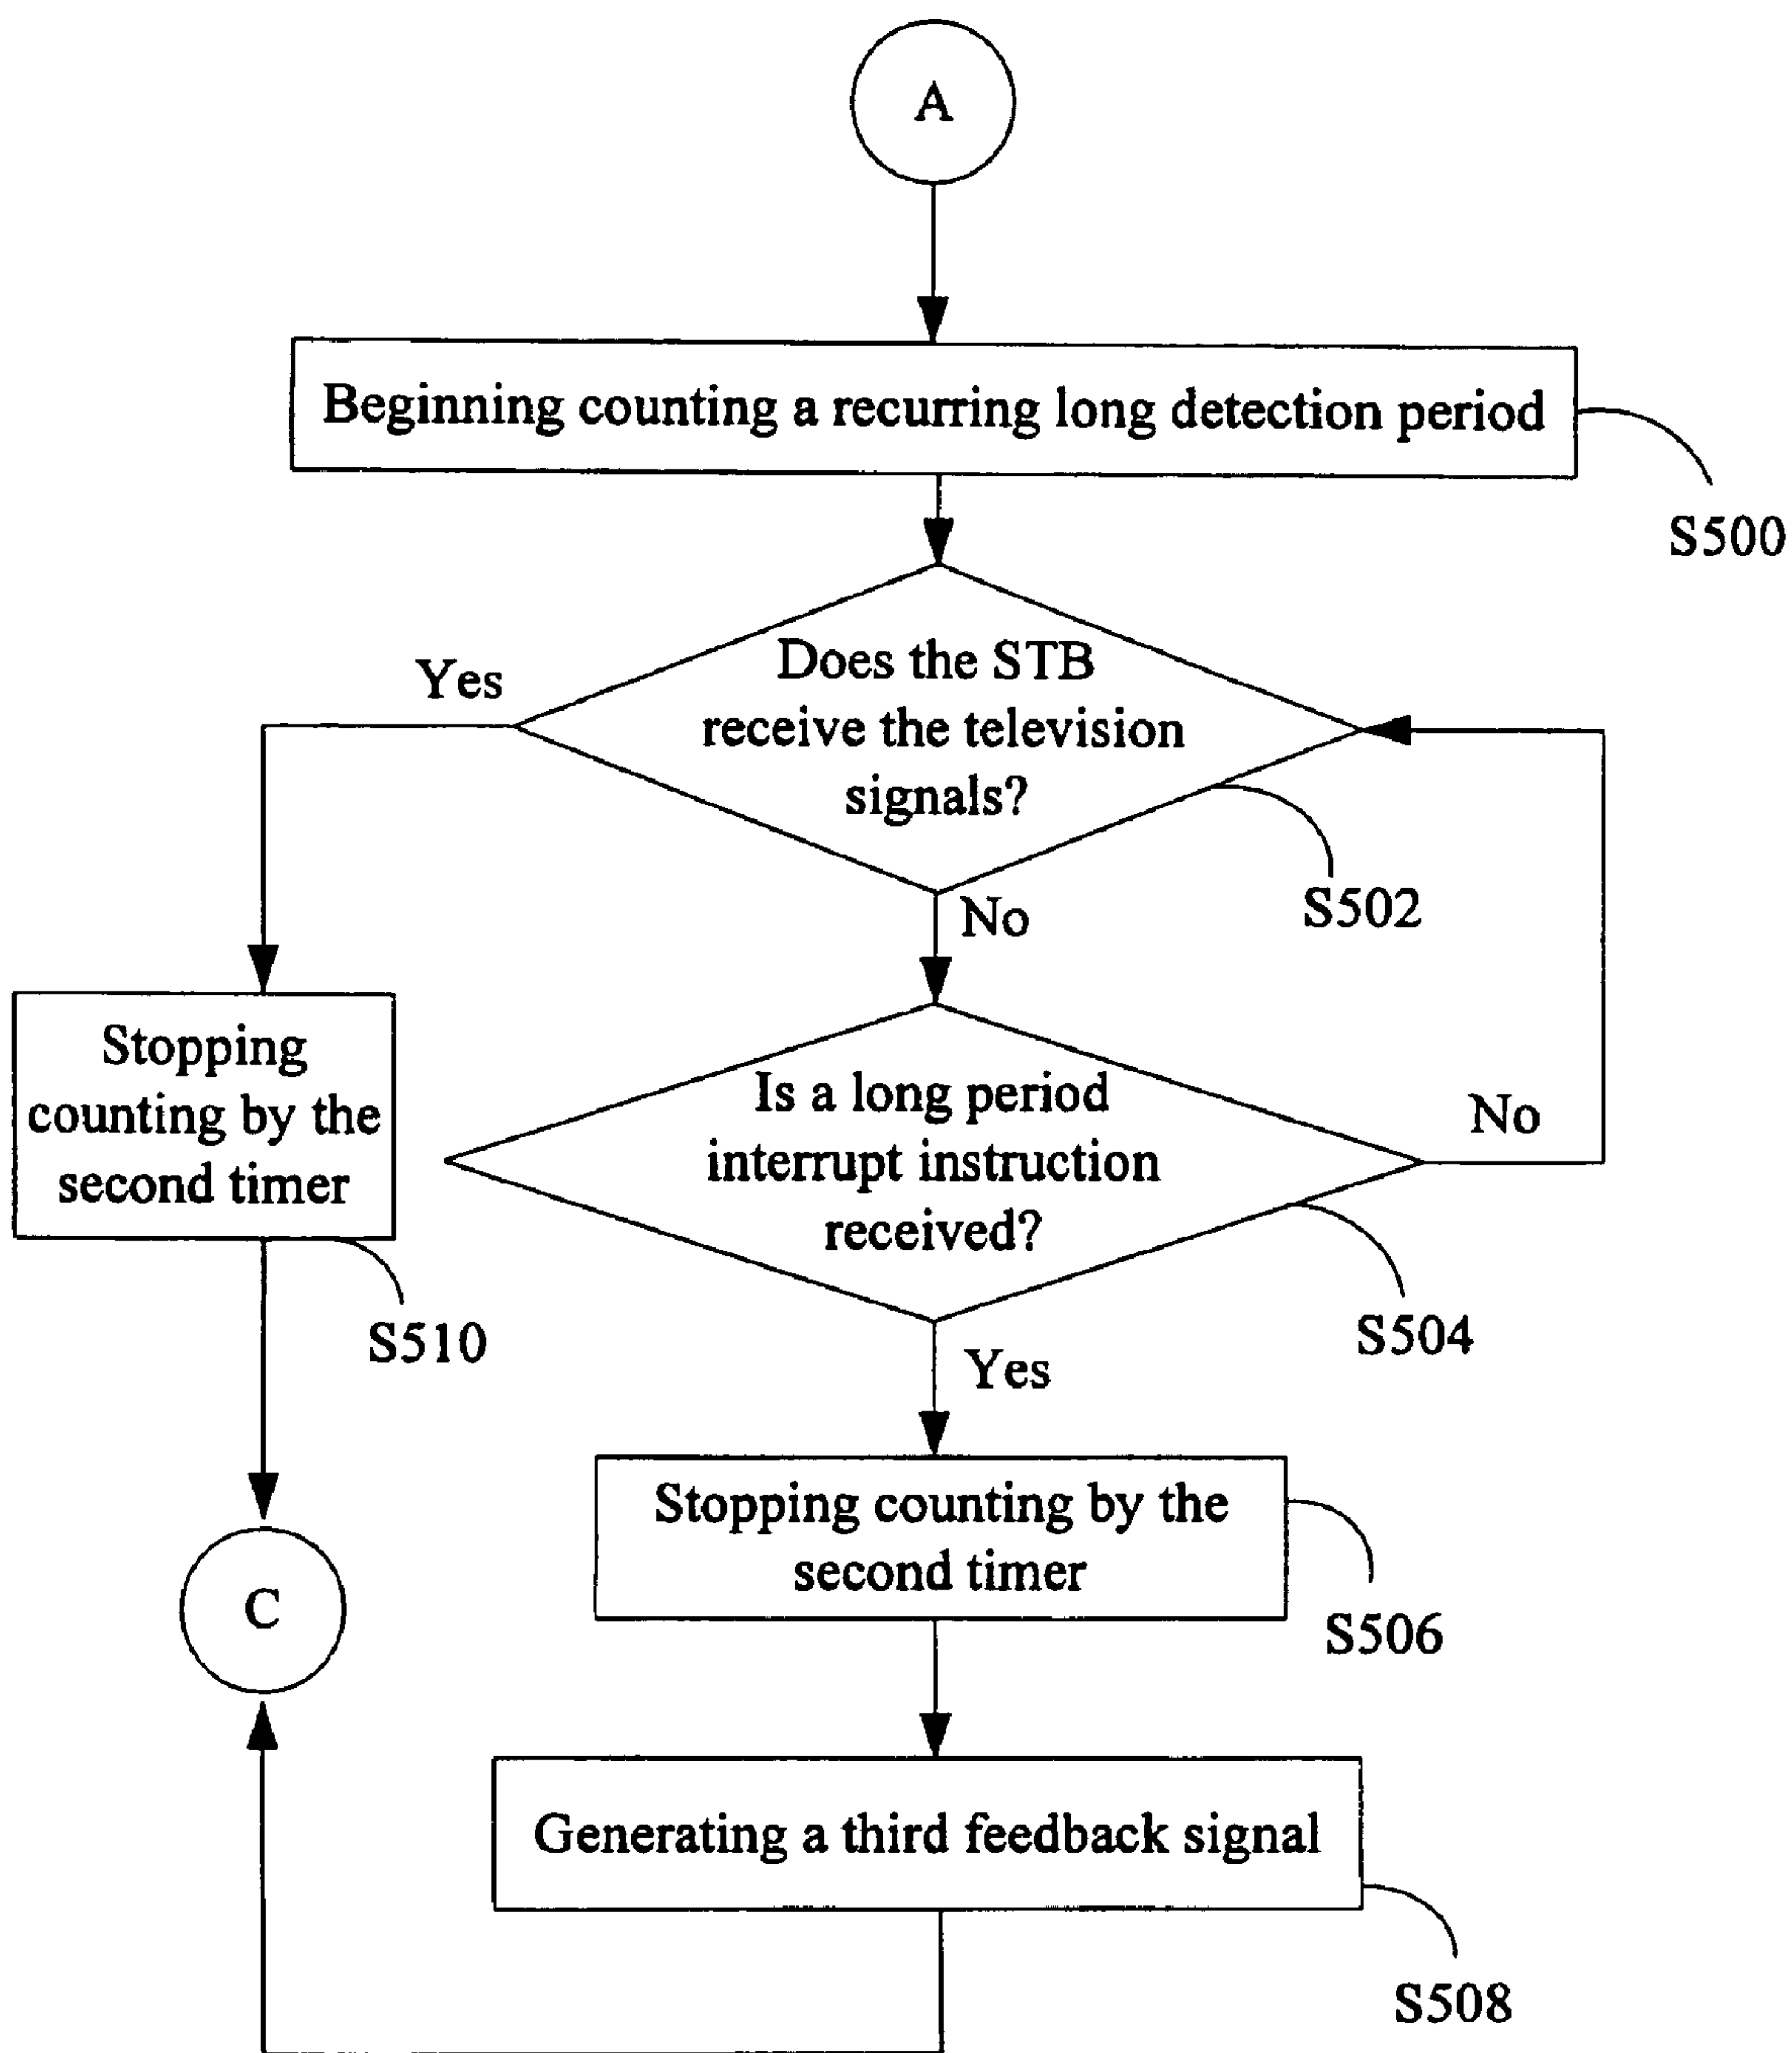 A
Beginning counting a recurring long detection period
S500
Does the STB
receive the television
signals?
Yes
S502
No
Stopping
counting by the
second timer
S510
Is a long period
interrupt instruction
received?
No
S504
Yes
Stopping counting by the
second timer
S506
C
Generating a third feedback signal
S508